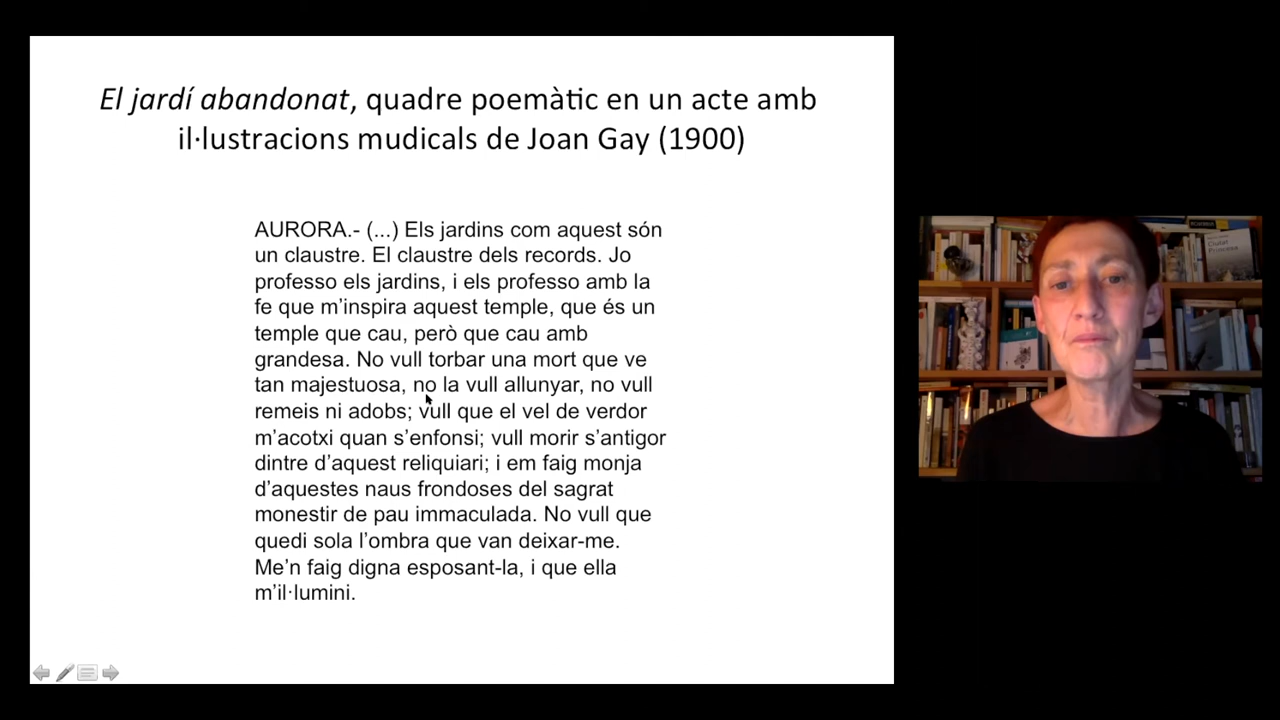 El jardí abandonat, quadre poemàtic en un acte amb
il·lustracions mudicals de Joan Gay (1900)
AURORA.- (...) Els jardins com aquest són
un claustre. El claustre dels records. Jo
professo els jardins, i els professo amb la
fe que m’inspira aquest temple, que és un
temple que cau, però que cau amb
grandesa. No vull torbar una mort que ve
tan majestuosa, no la vull allunyar, no vull
remeis ni adobs; vull que el vel de verdor
m’acotxi quan s’enfonsi; vull morir s’antigor
dintre d’aquest reliquiari; i em faig monja
d’aquestes naus frondoses del sagrat
monestir de pau immaculada. No vull que
quedi sola l’ombra que van deixar-me.
Me’n faig digna esposant-la, i que ella
m’il·lumini.